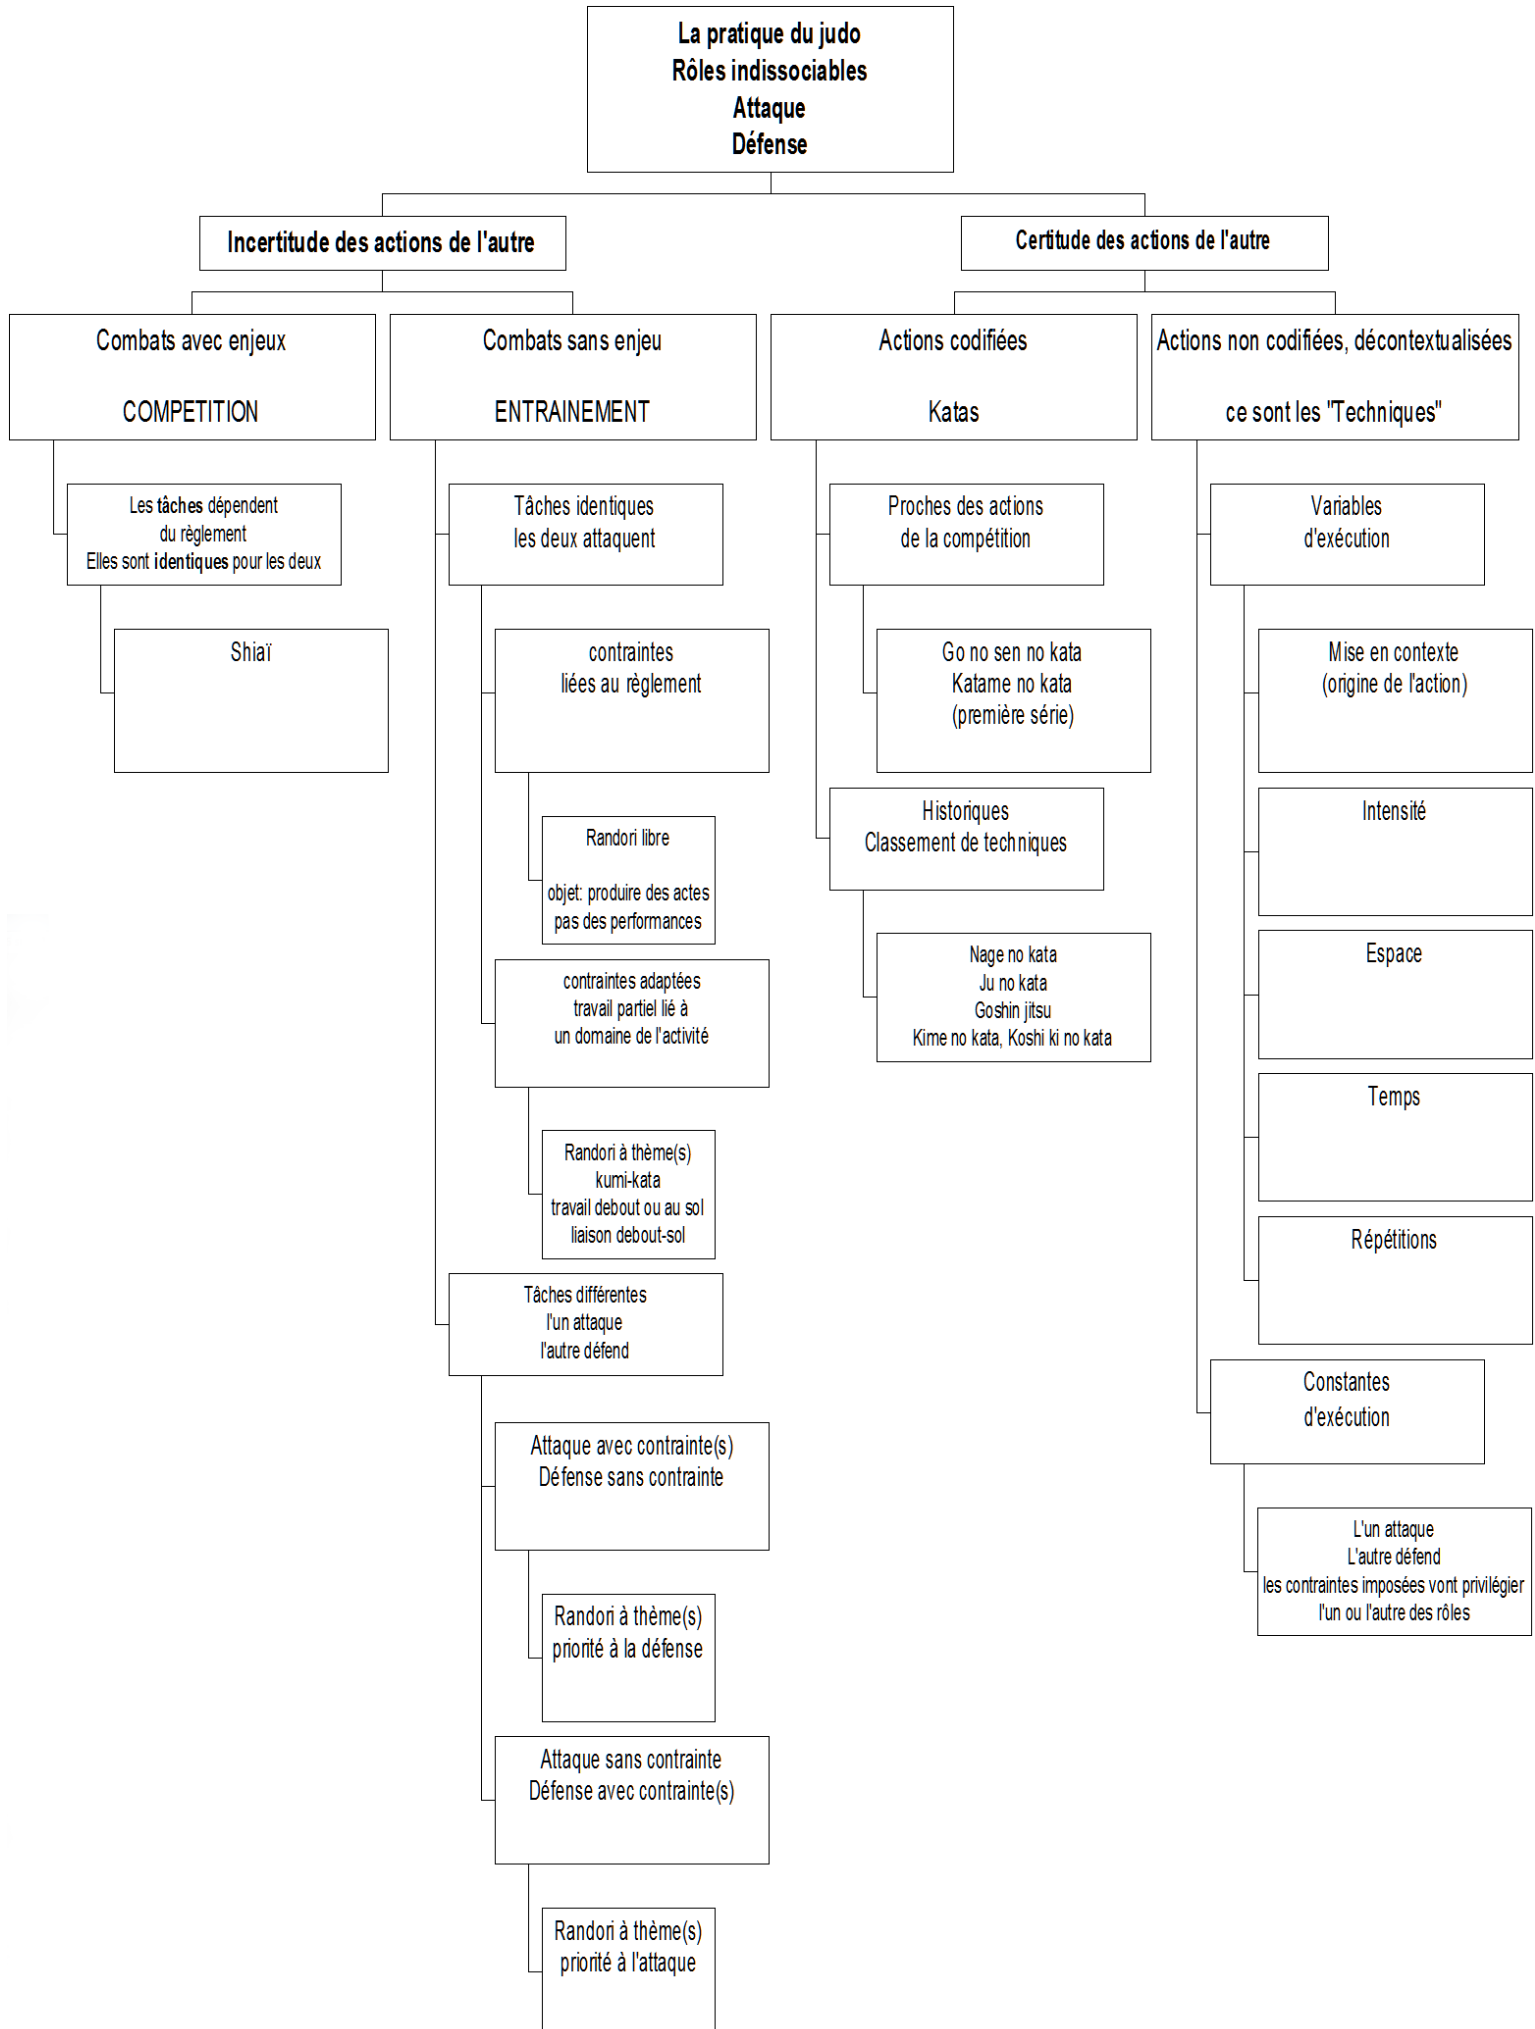 La pratique du judo
Rôles indissociables
Attaque
Défense
Incertitude des actions de l'autre
Certitude des actions de l'autre
Combats avec enjeux
COMPETITION
Combats sans enjeu
ENTRAINEMENT
Actions codifiées
Katas
Actions non codifiées, décontextualisées
ce sont les "Techniques"
Les tâches dépendent
du règlement
Elles sont identiques pour les deux
Shiaï
Tâches identiques
les deux attaquent
contraintes
liées au règlement
Randori libre
objet: produire des actes
pas des performances
contraintes adaptées
travail partiel lié à
un domaine de l'activité
Randori à thème(s)
kumi-kata
travail debout ou au sol
liaison debout-sol
Tâches différentes
l'un attaque
l'autre défend
Attaque avec contrainte(s)
Défense sans contrainte
Randori à thème(s)
priorité à la défense
Attaque sans contrainte
Défense avec contrainte(s)
Randori à thème(s)
priorité à l'attaque
Proches des actions
de la compétition
Go no sen no kata
Katame no kata
(première série)
Historiques
Classement de techniques
Nage no kata
Ju no kata
Goshin jitsu
Kime no kata, Koshi ki no kata
Variables
d'exécution
Mise en contexte
(origine de l'action)
Intensité
Espace
Temps
Répétitions
Constantes
d'exécution
L'un attaque
L'autre défend
les contraintes imposées vont privilégier
l'un ou l'autre des rôles